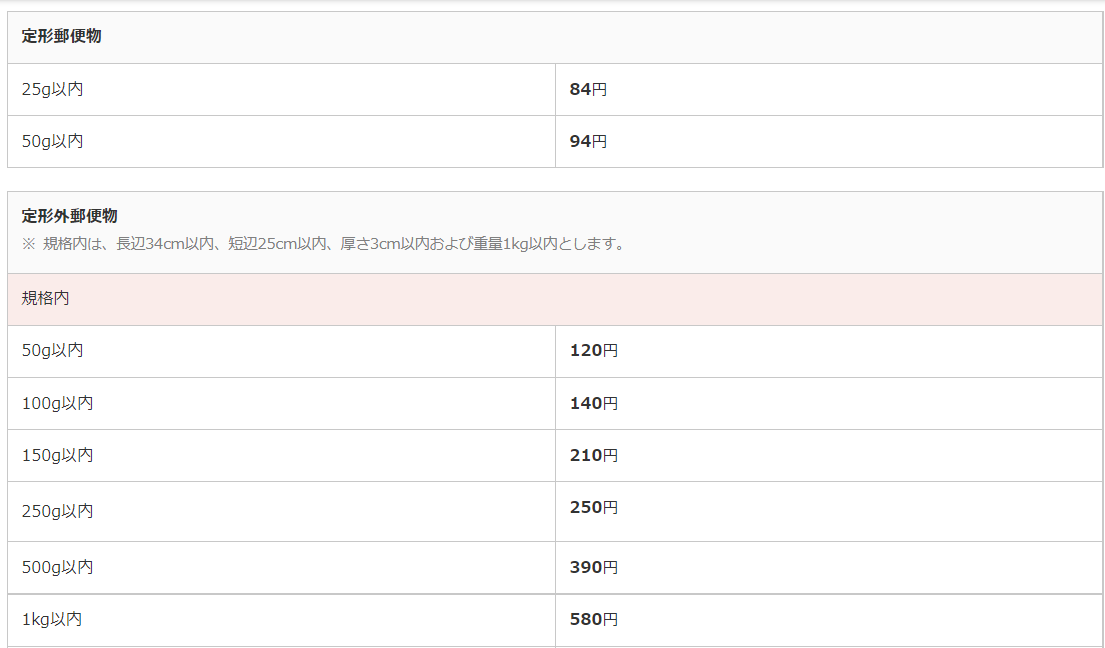 定形郵便物
25g以内 84円
50g以内 94円
定形外郵便物
※ 規格内は、長辺34cm以内、短辺25cm以内、厚さ3cm以内および重量1kg以内とします。
規格内
50g以内 120円
100g以内 140円
150g以内 210円
250g以内 250円
500g以内 390円
1kg以内 580円